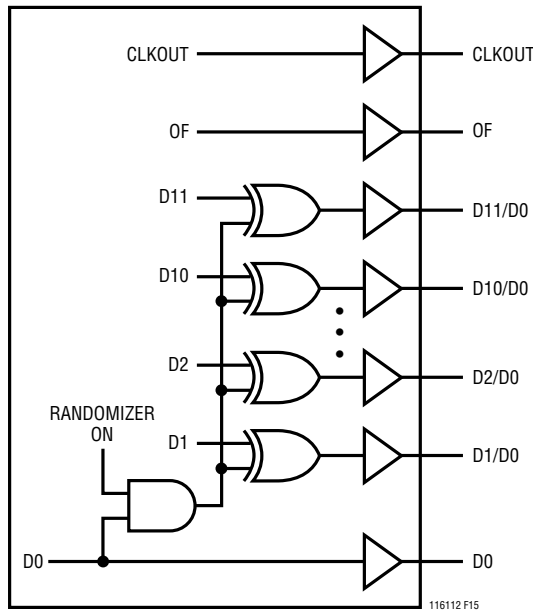 CLKOUT CLKOUT
OF OF
D11 D11/D0
D10 D10/D0
D2 D2/D0
RANDOMIZER
ON
D1 D1/D0
D0 D0
116112 F15